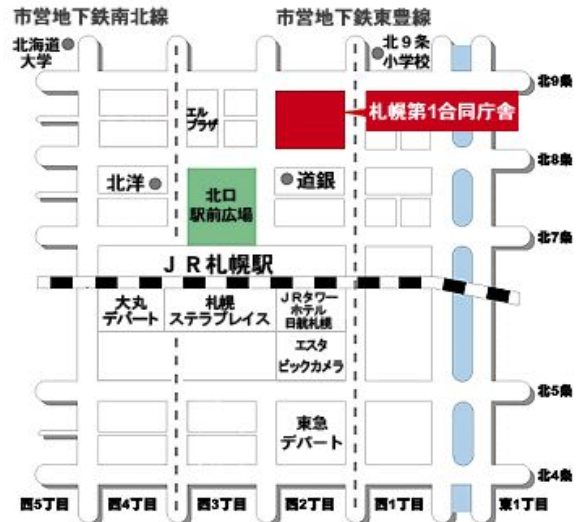 市営地下鉄南北線
市営地下鉄東豊線
北海道
大学
北9条
小学校
北9条
エル
プラザ
札幌第1合同庁舎
北8条
北洋
道銀
北口
駅前広場
北7条
JR札幌駅
大丸
デパート
札幌
ステラプレイス
JRタワー
ホテル
日航札幌
エスタ
ビックカメラ
北5条
東急
デパート
北4条
西5丁目
西4丁目
西3丁目
西2丁目
西1丁目
東1丁目